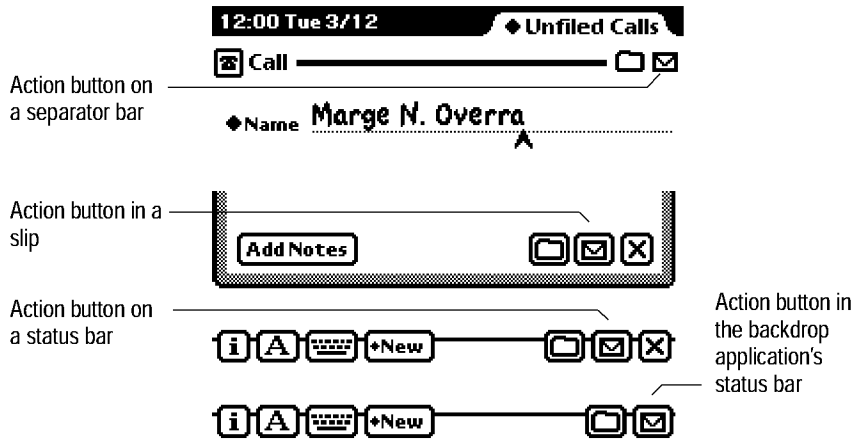 12:00 Tue 3/12
◆Unfiled Calls
Call
Action button on
a separator bar
◆Name Marge N. Overra
Action button in a
slip
Add Notes
X
Action button on
a status bar
Action button in
the backdrop
application's
status bar
i A ◆New X
i A ◆New